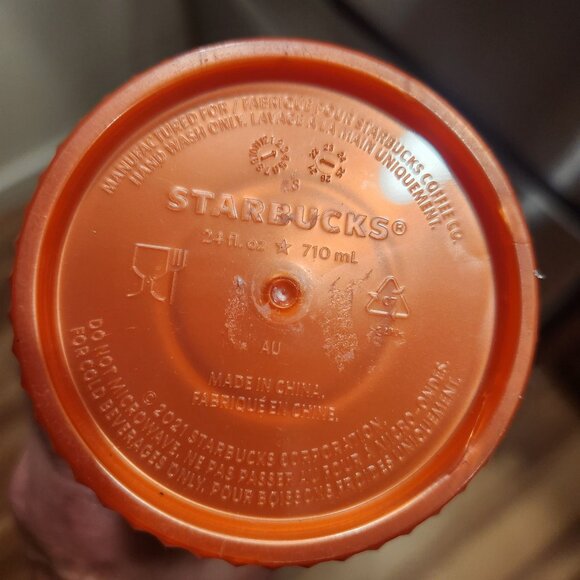 MANUFACTURED FOR / FABRIQUÉ POUR STARBUCKS COFFEE CO.
HAND WASH ONLY. LAVAGE À LA MAIN UNIQUEMENT.
STARBUCKS®
24 fl. oz ★ 710 mL
AU
MADE IN CHINA.
FABRIQUÉ EN CHINE.
© 2021 STARBUCKS CORPORATION.
DO NOT MICROWAVE. NE PAS PASSER AU FOUR À MICRO-ONDES.
FOR COLD BEVERAGES ONLY. POUR BOISSONS FROIDES UNIQUEMENT.